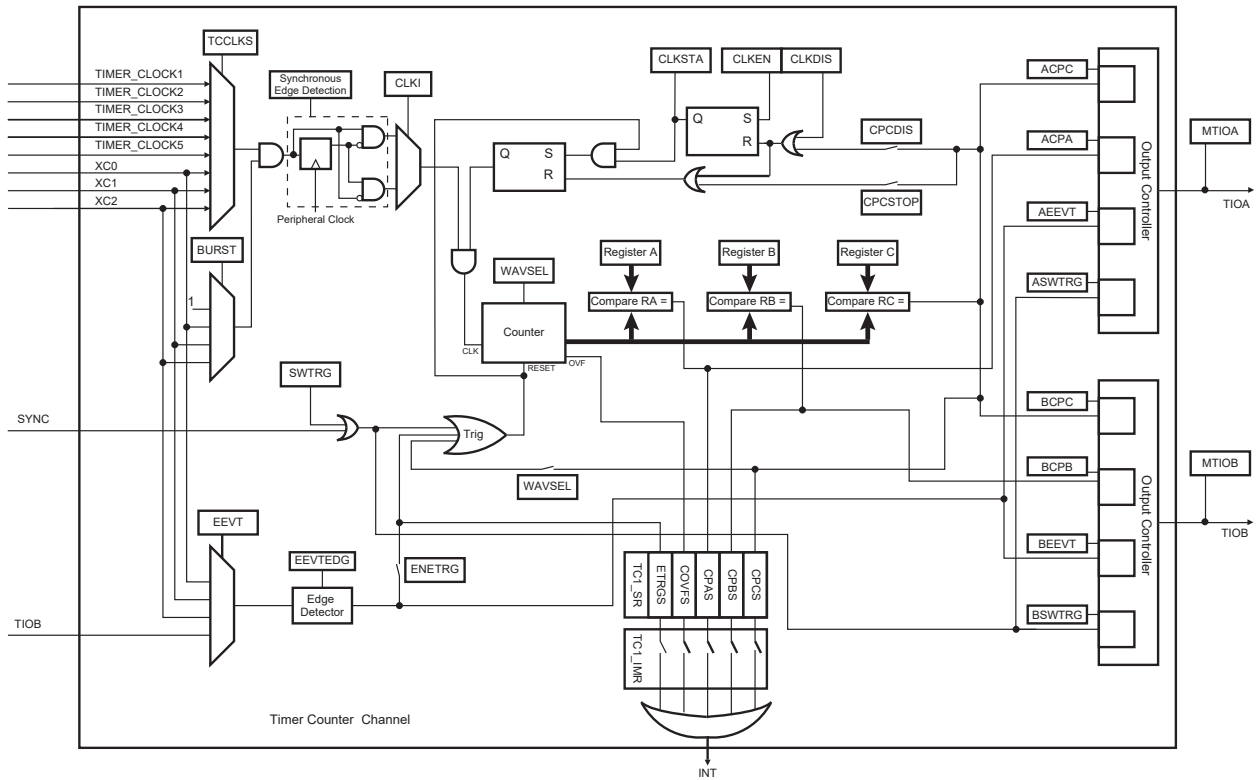 TCCLKS
TIMER_CLOCK1
TIMER_CLOCK2
TIMER_CLOCK3
TIMER_CLOCK4
TIMER_CLOCK5
XC0
XC1
XC2
Synchronous
Edge Detection
CLKI
Peripheral Clock
CLKSTA
CLKEN
CLKDIS
Q
S
R
Q
S
R
CPCDIS
CPCSTOP
ACPC
ACPA
AEEVT
ASWTRG
Output Controller
MTIOA
TIOA
BURST
1
WAVSEL
Register A
Register B
Register C
Compare RA =
Compare RB =
Compare RC =
Counter
CLK
RESET
OVF
SWTRG
SYNC
Trig
WAVSEL
BCPC
BCPB
BEEVT
BSWTRG
Output Controller
MTIOB
TIOB
EEVT
EEVTEDG
Edge
Detector
ENETRG
TIOB
TC1_SR
ETRGS
COVFS
CPAS
CPBS
CPCS
TC1_IMR
Timer Counter Channel
INT